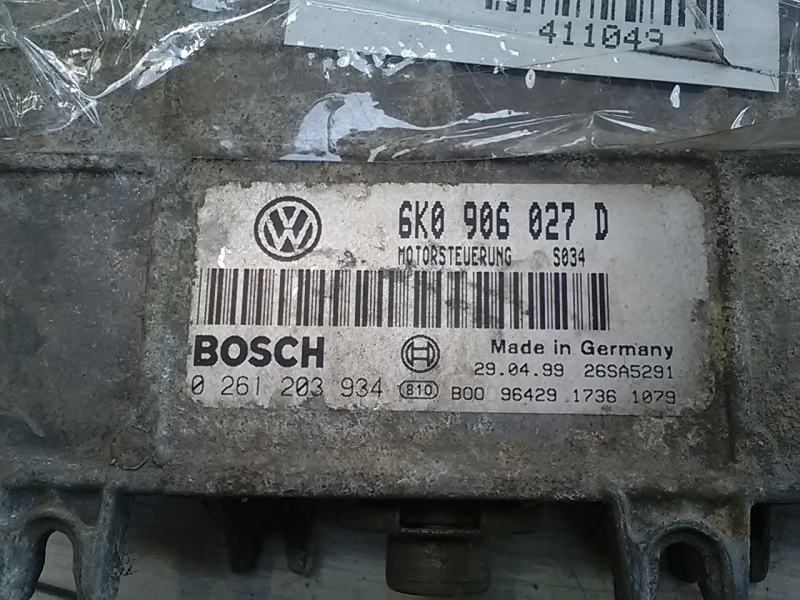 411049
6K0 906 027 D
MOTORSTEUERUNG S034
BOSCH
Made in Germany
29.04.99 26SA5291
0 261 203 934 810 B00 96429 1736 1079